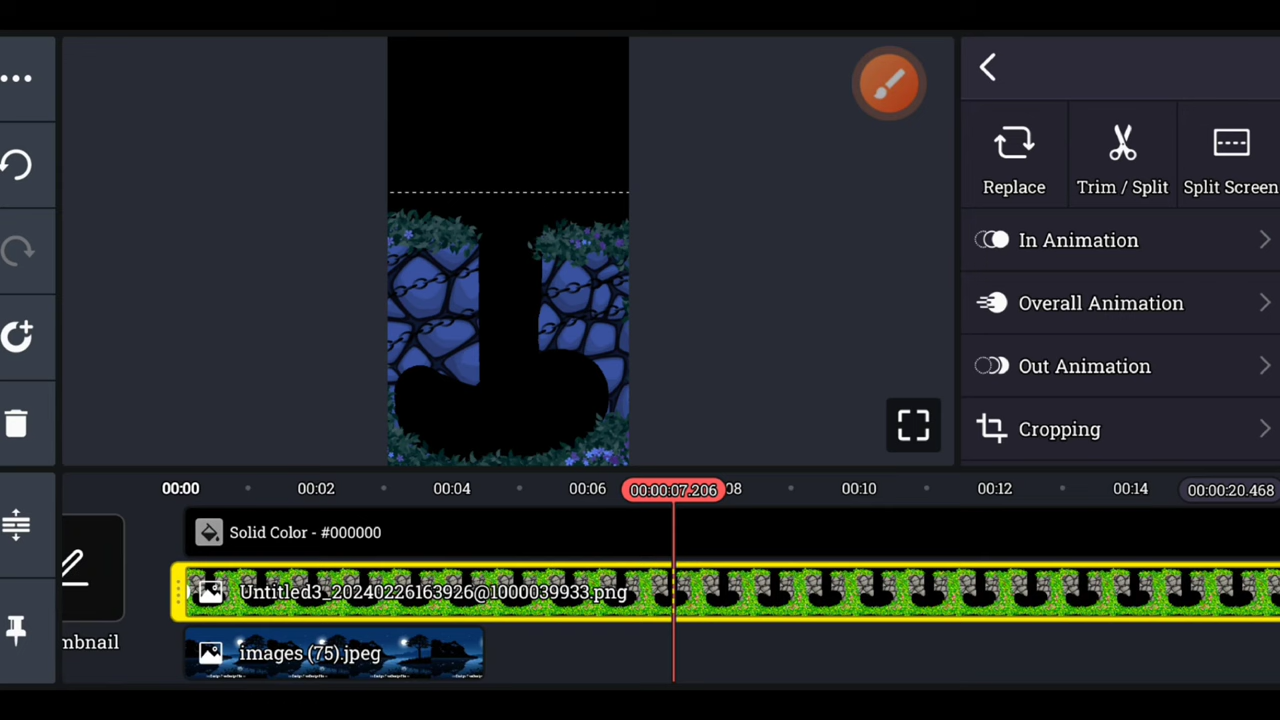 Replace
Trim / Split
Split Screen
In Animation
Overall Animation
Out Animation
Cropping
00:00
00:02
00:04
00:06
00:00:07.206
08
00:10
00:12
00:14
00:00:20.468
Solid Color - #000000
Untitled3_20240226163926@1000039933.png
mbnail
images (75).jpeg